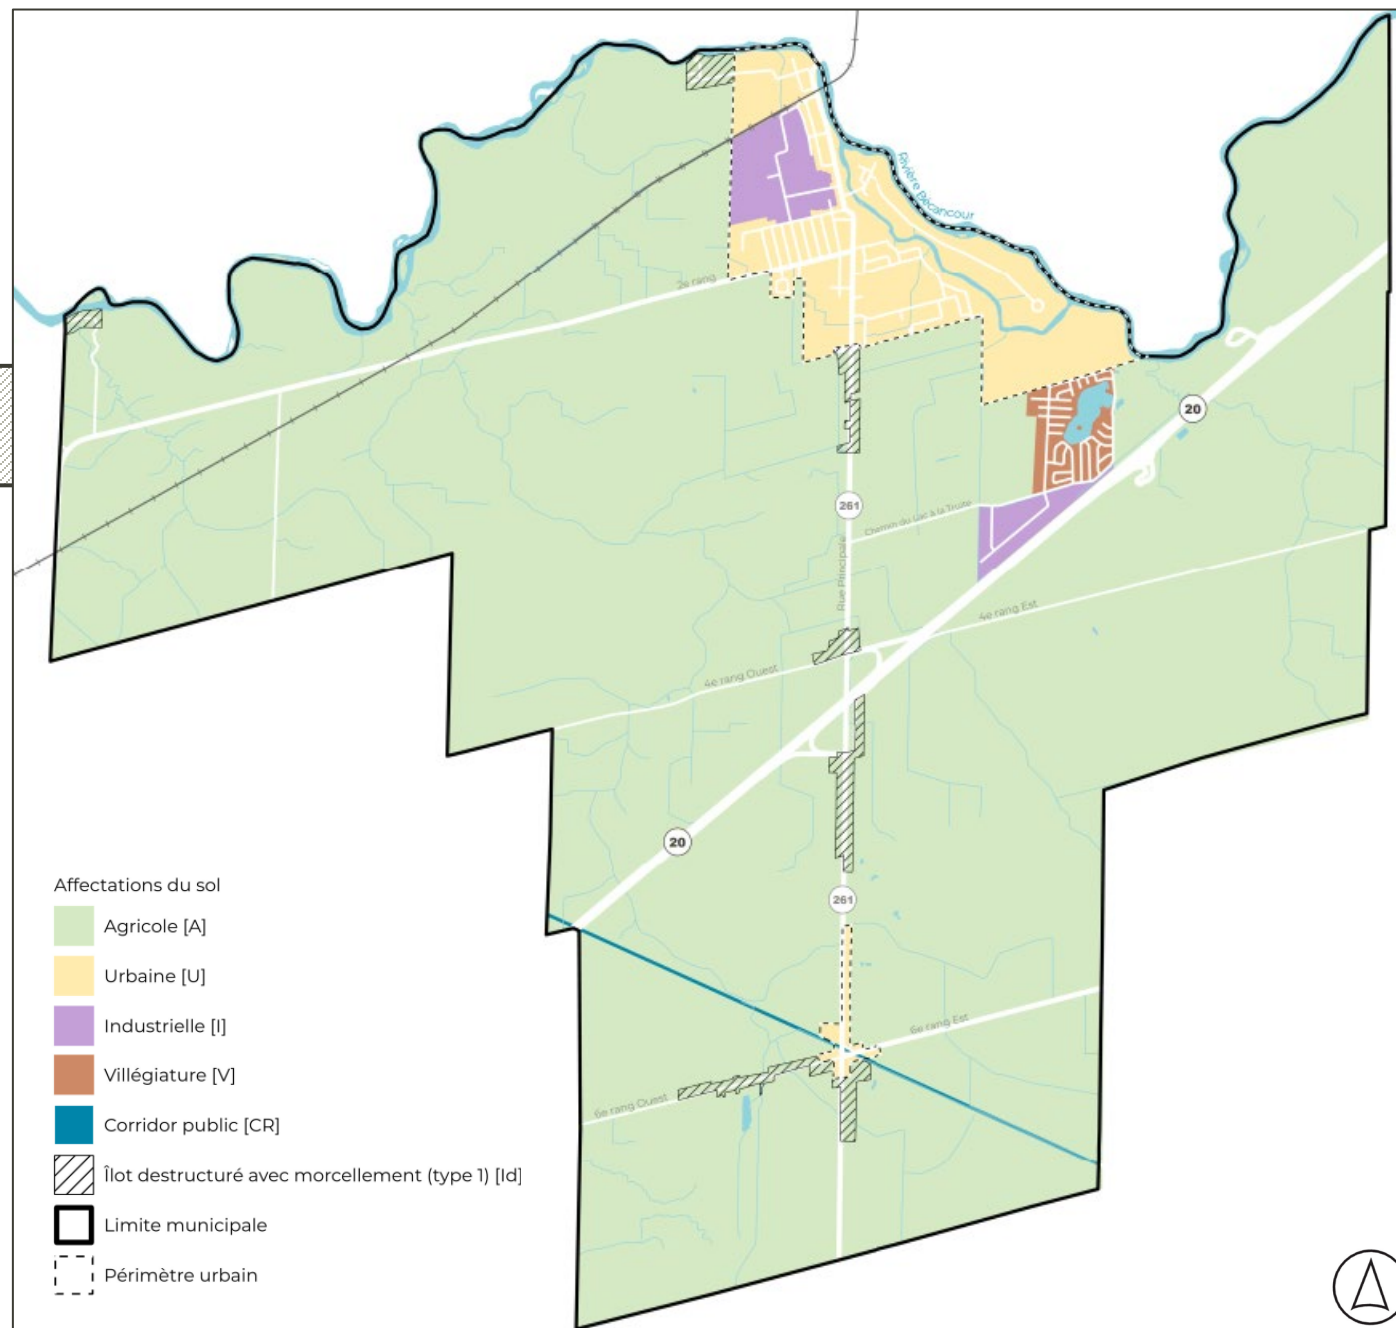 Rivière Bécancour
2e rang
20
261
Chemin du Lac à la Truite
Rue Principale
4e rang Est
4e rang Ouest
20
261
6e rang Est
6e rang Ouest
Affectations du sol
Agricole [A]
Urbaine [U]
Industrielle [I]
Villégiature [V]
Corridor public [CR]
Îlot destructuré avec morcellement (type 1) [Id]
Limite municipale
Périmètre urbain